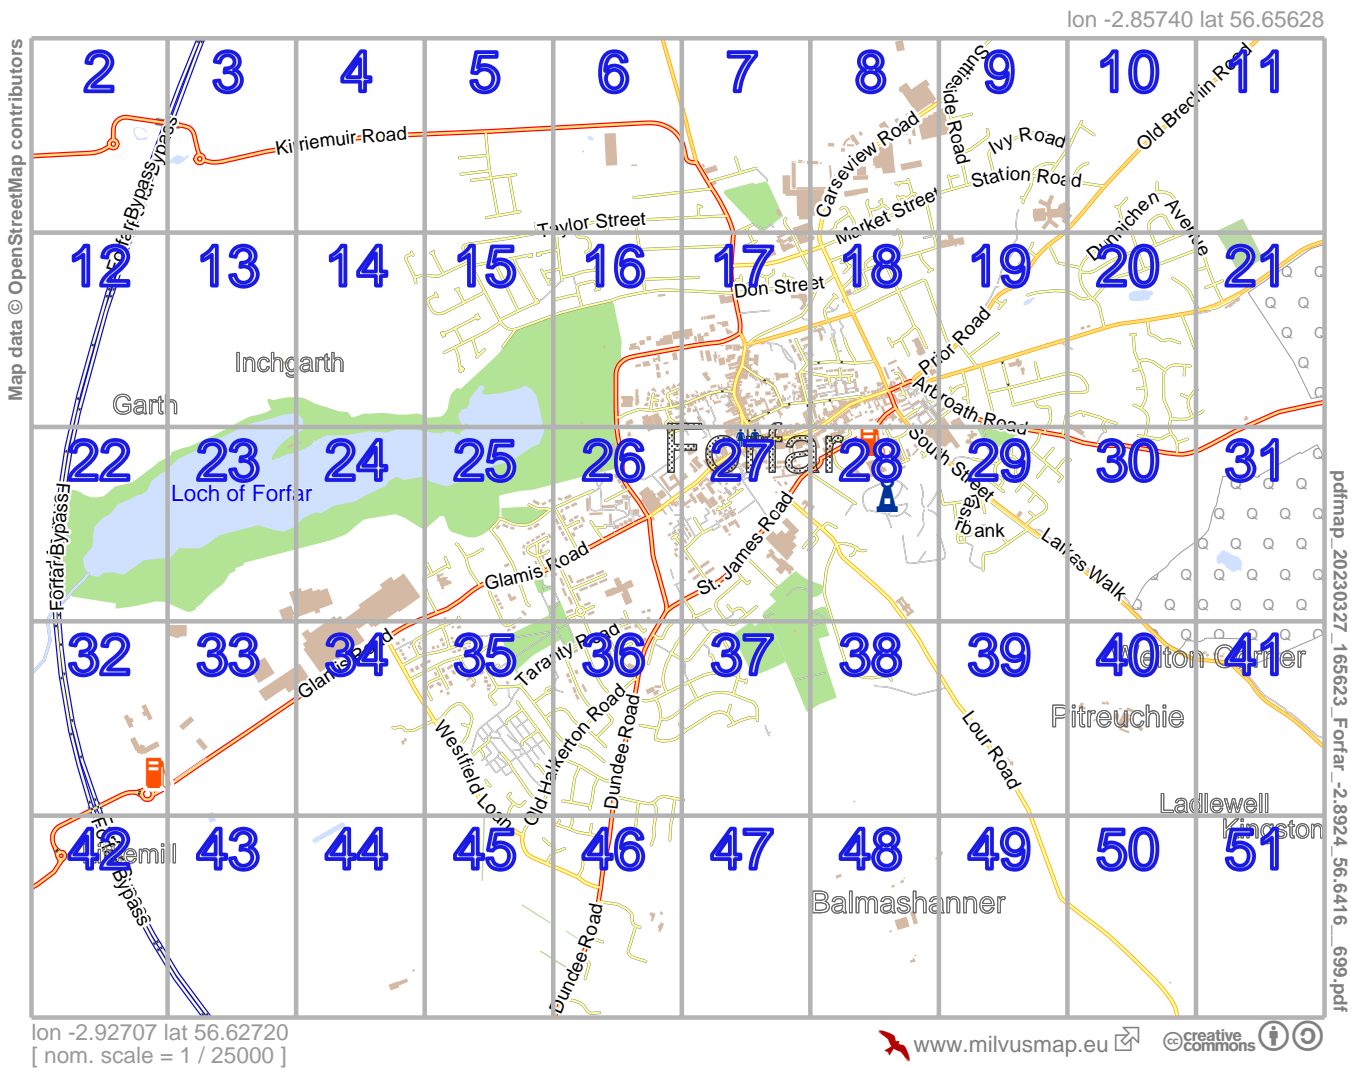 lon -2.85740 lat 56.65628
Map data © OpenStreetMap contributors
2 3 4 5 6 7 8 9 10 11
Kirriemuir Road
Forfar Bypass
Taylor Street
Carseview Road
Market Street
Ivy Road
Station Road
Old Brechin Road
Dunnichen Avenue
12 13 14 15 16 17 18 19 20 21
Don Street
Prior Road
Arbroath Road
Inchgarth
Garth
22 23 24 25 26 27 28 29 30 31
Forfar
Loch of Forfar
Forfar Bypass
South Street
Glamis Road
St. James Road
Lallas Walk
32 33 34 35 36 37 38 39 40 41
Taranty Road
Welton Corner
Glamis Road
Pitreuchie
Westfield Loan
Old Halkerton Road
Dundee Road
Lour Road
Ladlewell
Kingston
42 43 44 45 46 47 48 49 50 51
Bypass
Balmashanner
Dundee Road
pdfmap_20230327_165623_Forfar_-2.8924_56.6416__699.pdf
lon -2.92707 lat 56.62720
[ nom. scale = 1 / 25000 ]
www.milvusmap.eu
cc creative commons